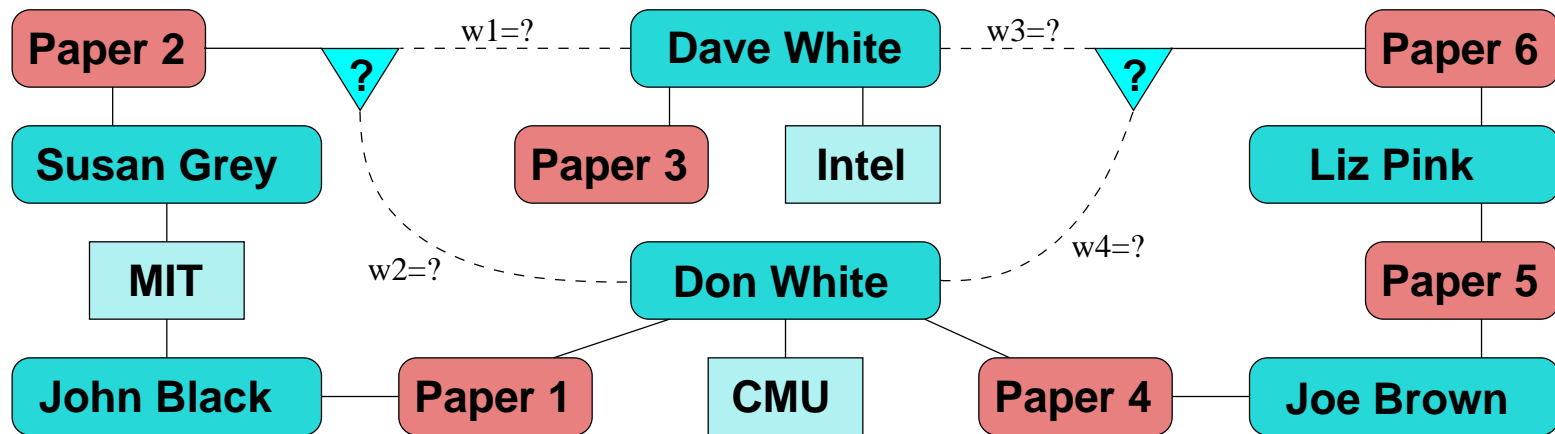 Paper 2
?
w1=?
Dave White
w3=?
?
Paper 6
Susan Grey
Paper 3
Intel
Liz Pink
MIT
w2=?
Don White
w4=?
Paper 5
John Black
Paper 1
CMU
Paper 4
Joe Brown